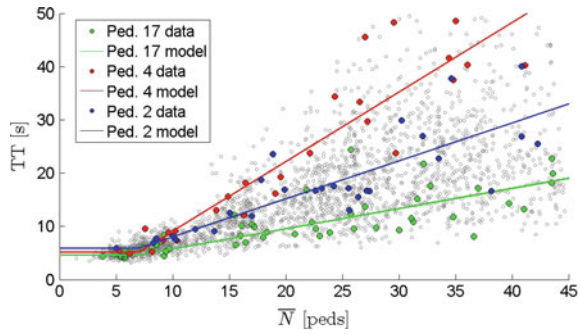 50
40
30
20
10
0
TT [s]
Ped. 17 data
Ped. 17 model
Ped. 4 data
Ped. 4 model
Ped. 2 data
Ped. 2 model
0 5 10 15 20 25 30 35 40 45
N̅ [peds]